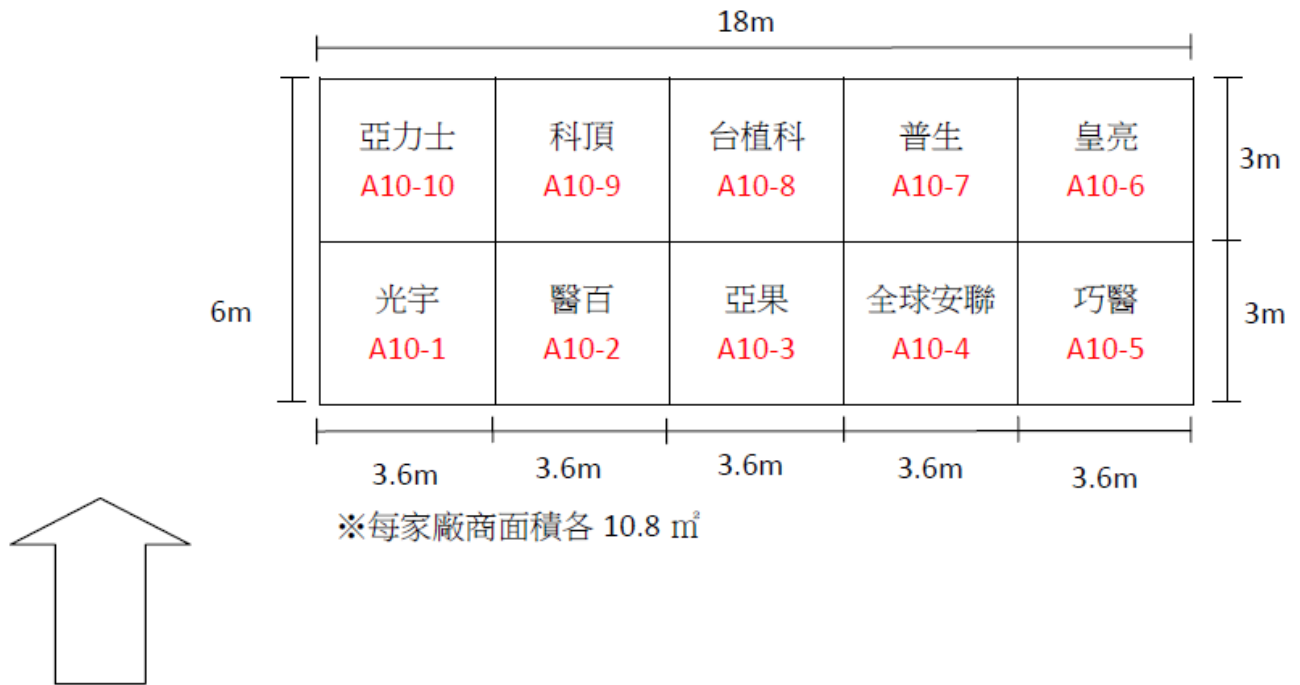 18m
亞力士 科頂 台植科 普生 皇亮
A10-10 A10-9 A10-8 A10-7 A10-6
3m
光宇 醫百 亞果 全球安聯 巧醫
6m
3m
A10-1 A10-2 A10-3 A10-4 A10-5
3.6m 3.6m 3.6m 3.6m 3.6m
※每家廠商面積各 10.8 ㎡